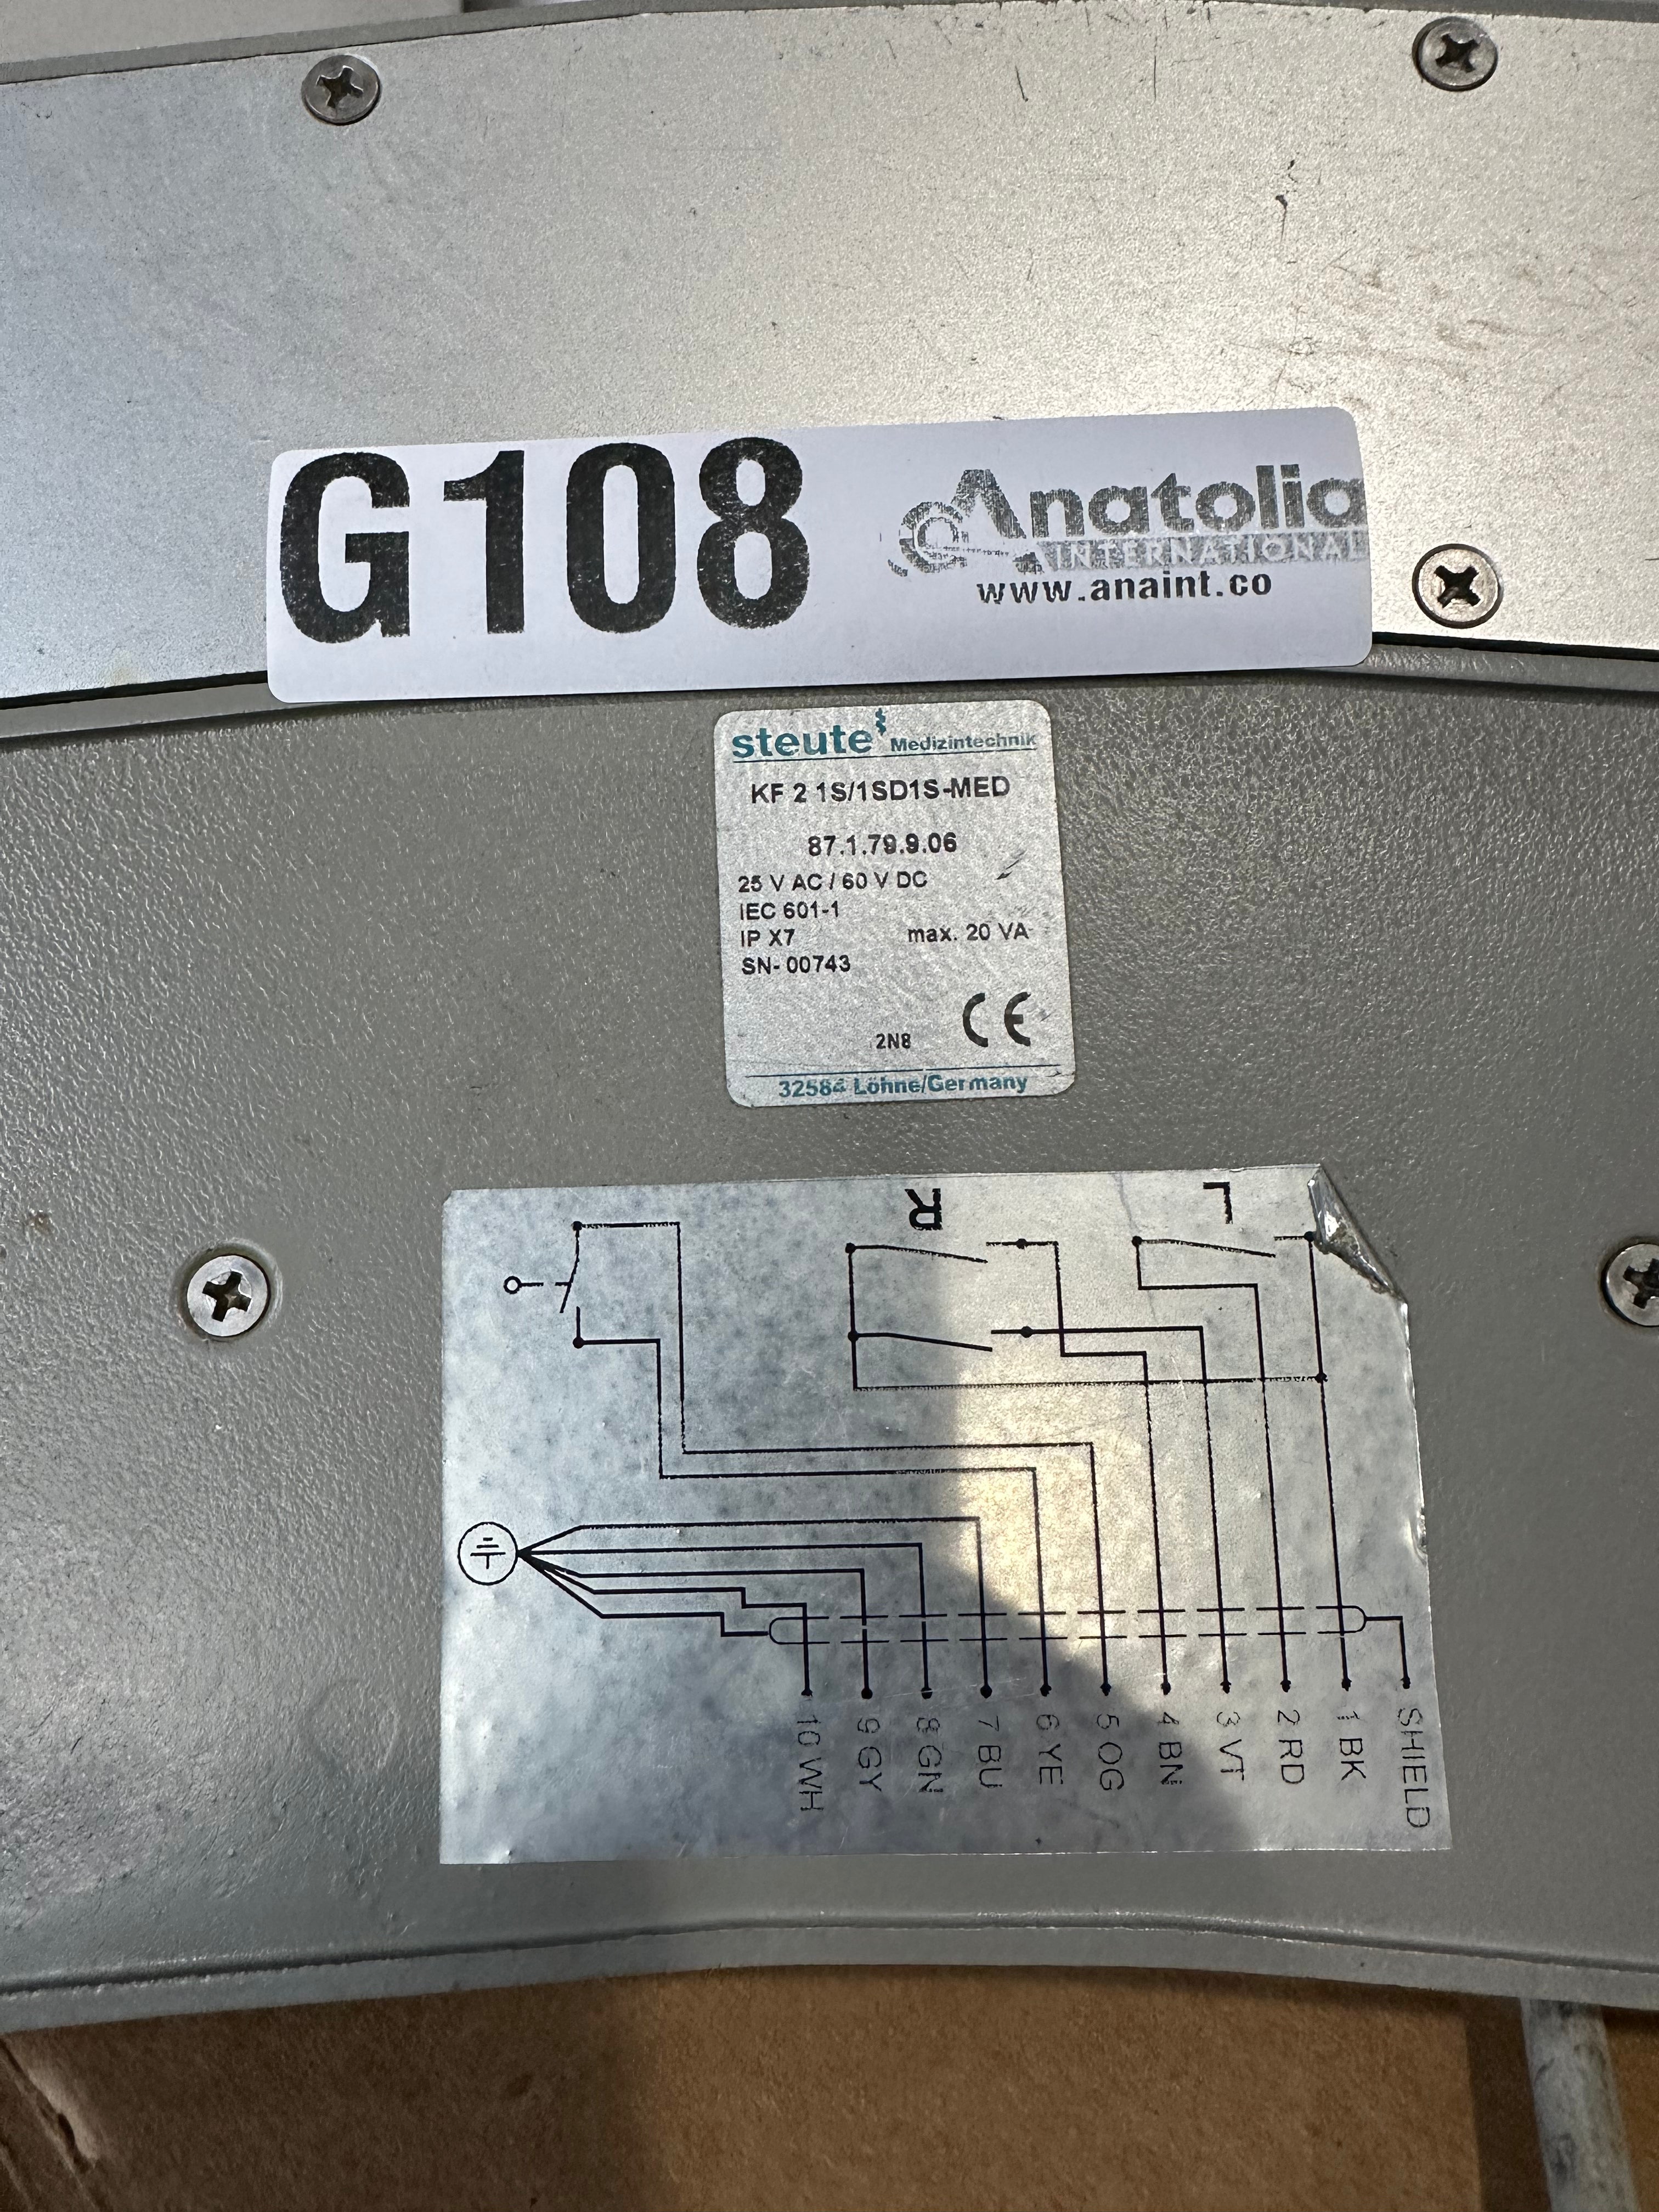 G108
Anatolia
INTERNATIONAL
www.anaint.co
steute Medizintechnik
KF 2 1S/1SD1S-MED
87.1.79.9.06
25 V AC / 60 V DC
IEC 601-1
IP X7 max. 20 VA
SN- 00743
CE
2N8
32584 Löhne/Germany
R L
SHIELD
1 BK
2 RD
3 VT
4 BN
5 OG
6 YE
7 BU
8 GN
9 GY
10 WH